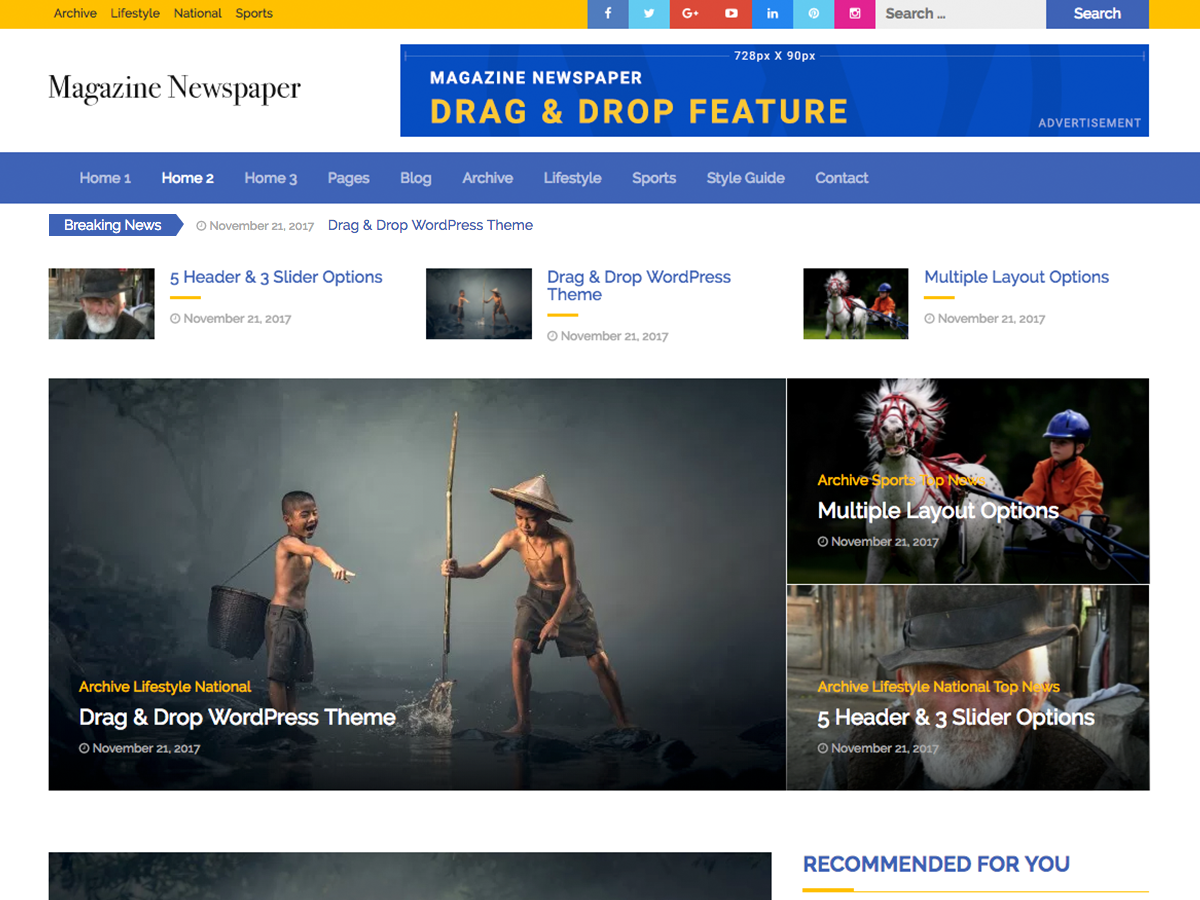 Archive Lifestyle National Sports
Search ... Search
Magazine Newspaper
728px X 90px
MAGAZINE NEWSPAPER
DRAG & DROP FEATURE
ADVERTISEMENT
Home 1 Home 2 Home 3 Pages Blog Archive Lifestyle Sports Style Guide Contact
Breaking News November 21, 2017 Drag & Drop WordPress Theme
5 Header & 3 Slider Options
November 21, 2017
Drag & Drop WordPress
Theme
November 21, 2017
Multiple Layout Options
November 21, 2017
Archive Lifestyle National
Drag & Drop WordPress Theme
November 21, 2017
Archive Sports Top News
Multiple Layout Options
November 21, 2017
Archive Lifestyle National Top News
5 Header & 3 Slider Options
November 21, 2017
RECOMMENDED FOR YOU